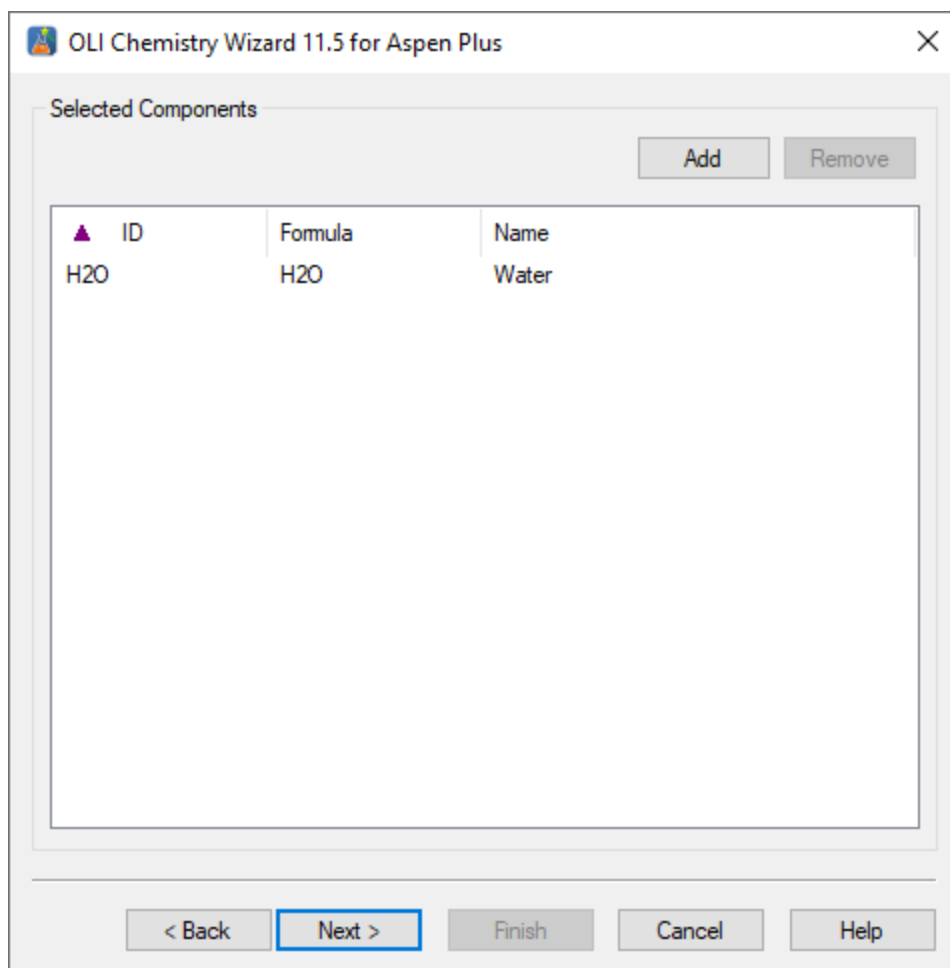 OLI Chemistry Wizard 11.5 for Aspen Plus
Selected Components
Add Remove
ID Formula Name
H2O H2O Water
< Back Next > Finish Cancel Help